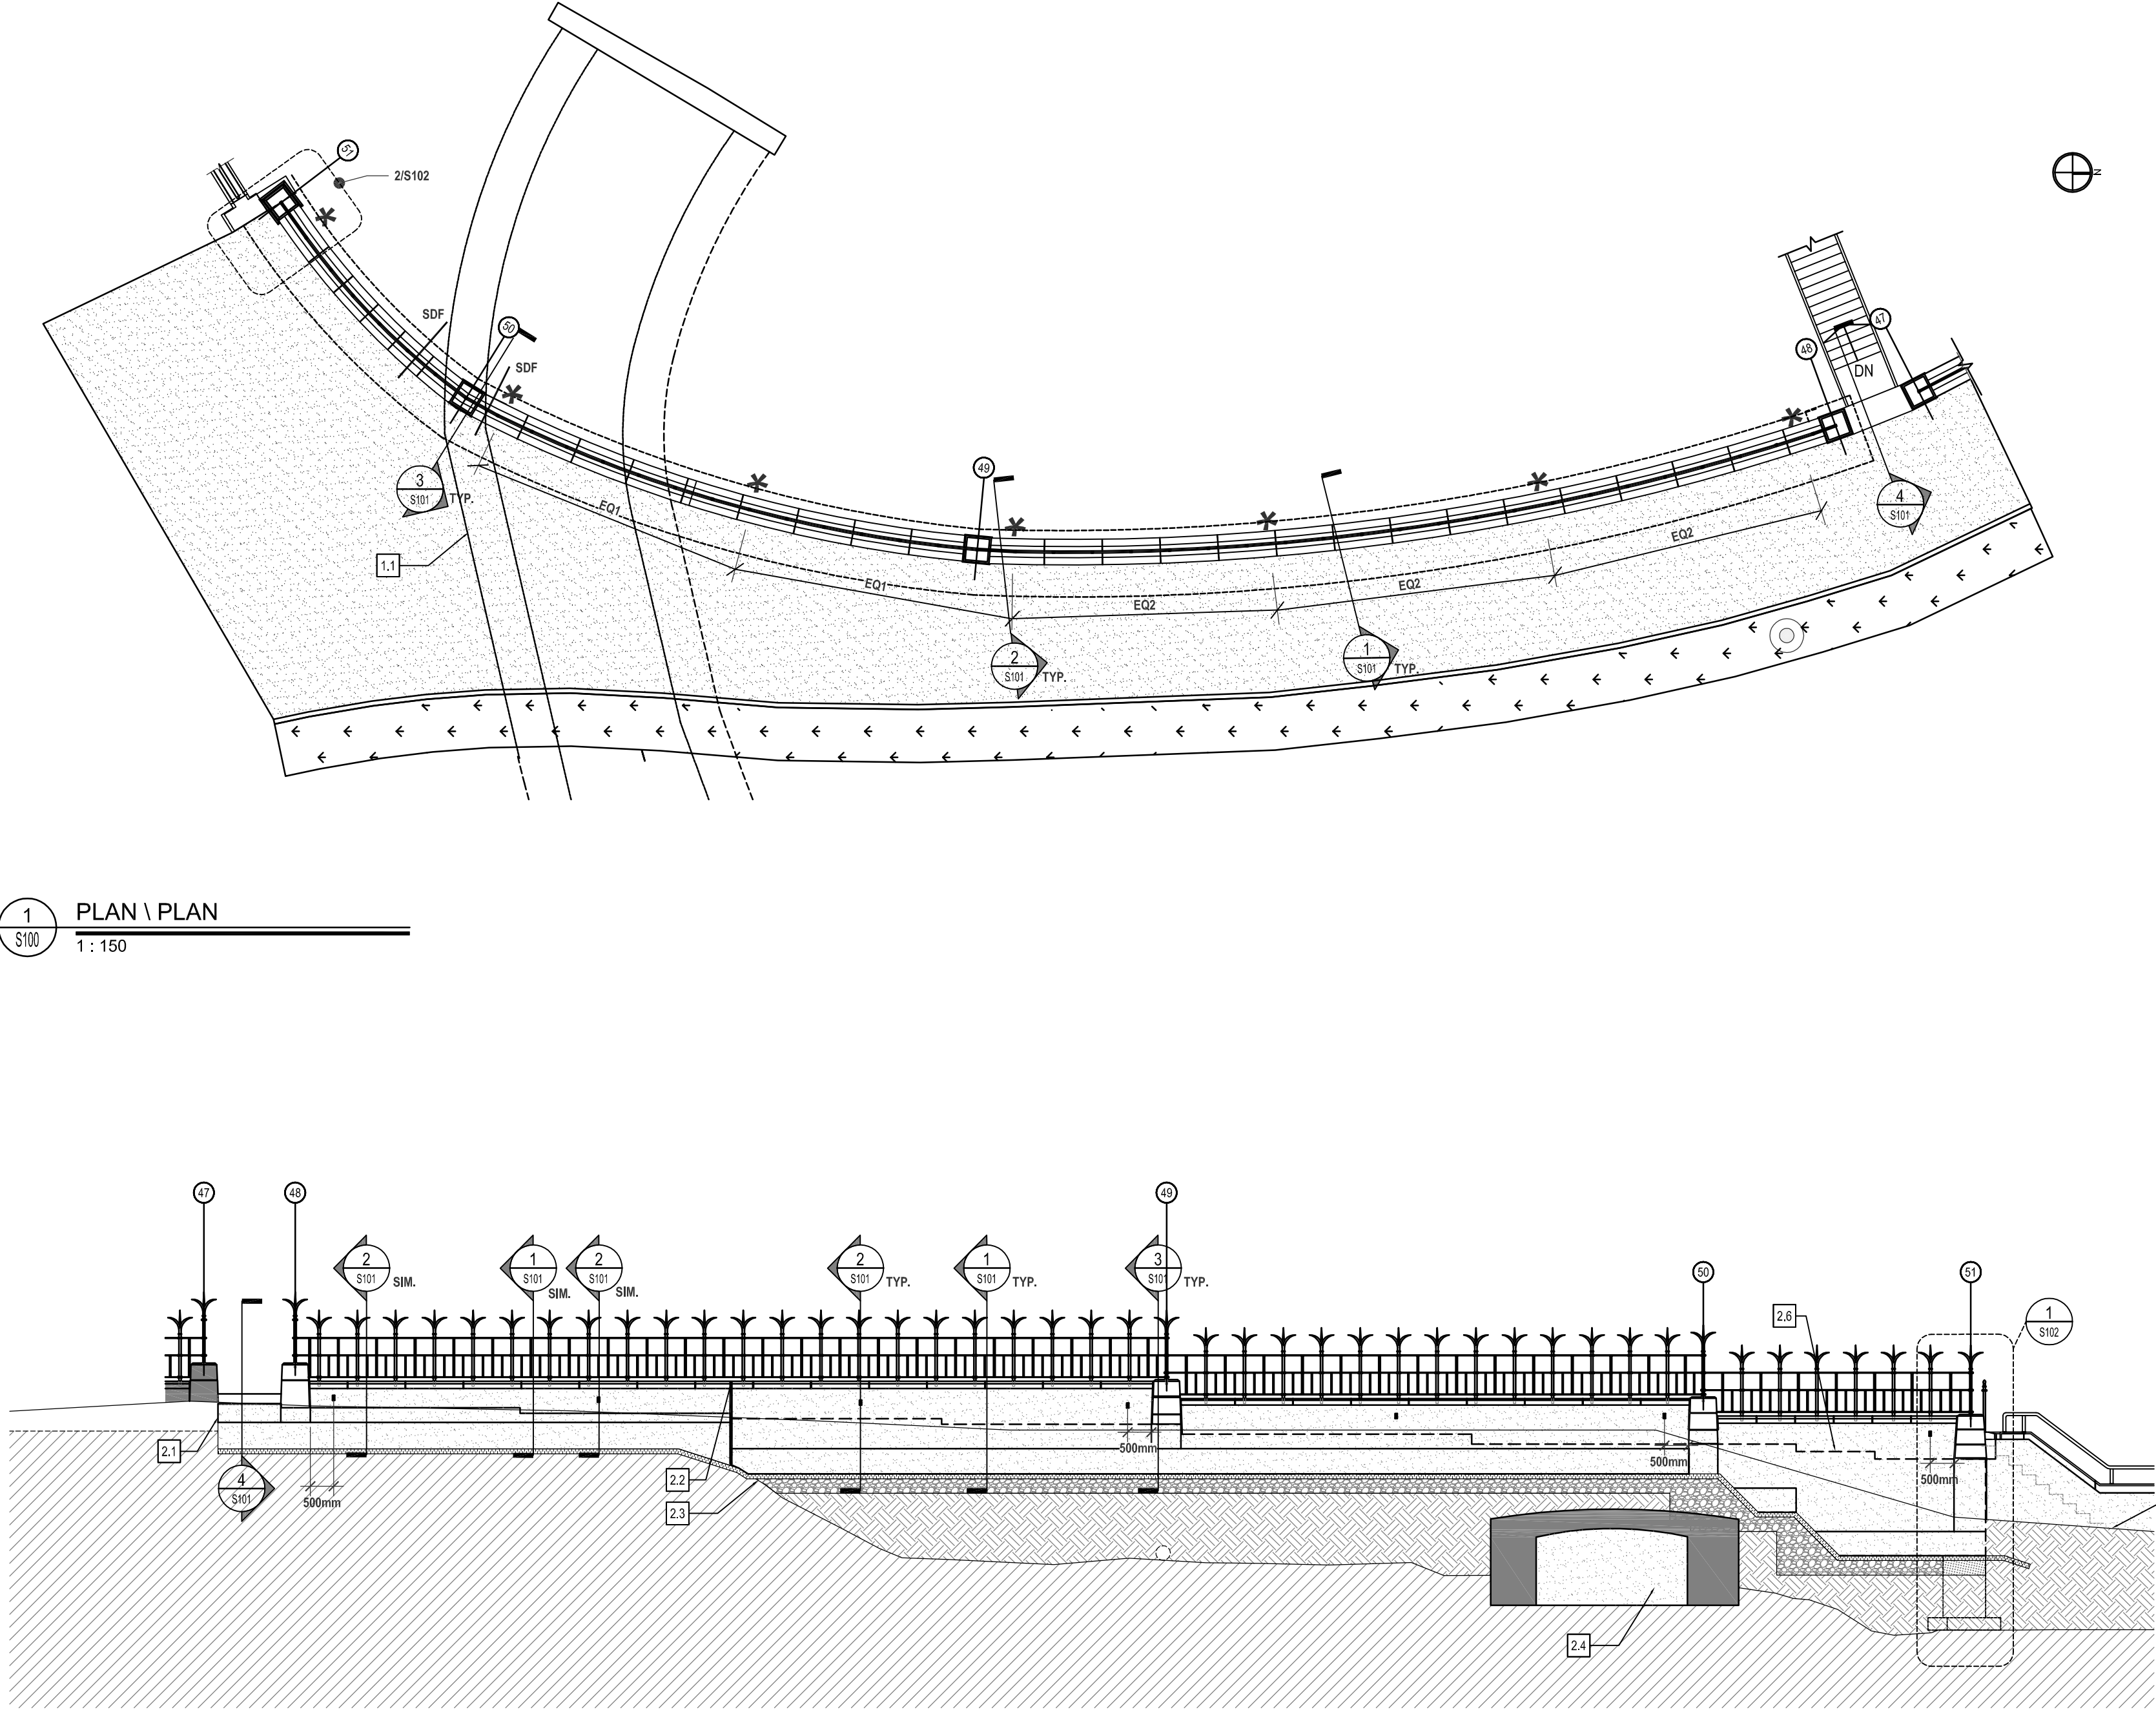 51
2/S102
N
SDF
50
SDF
47
48
DN
49
3
S101
TYP.
EQ1
4
S101
EQ2
1.1
EQ1
EQ2
EQ2
2
S101
TYP.
1
S101
TYP.
1
S100
PLAN \ PLAN
1 : 150
47
48
49
2
S101
SIM.
1
S101
SIM.
2
S101
SIM.
2
S101
TYP.
1
S101
TYP.
3
S101
TYP.
50
51
2.6
1
S102
2.1
500mm
500mm
500mm
2.2
4
S101
500mm
2.3
2.4